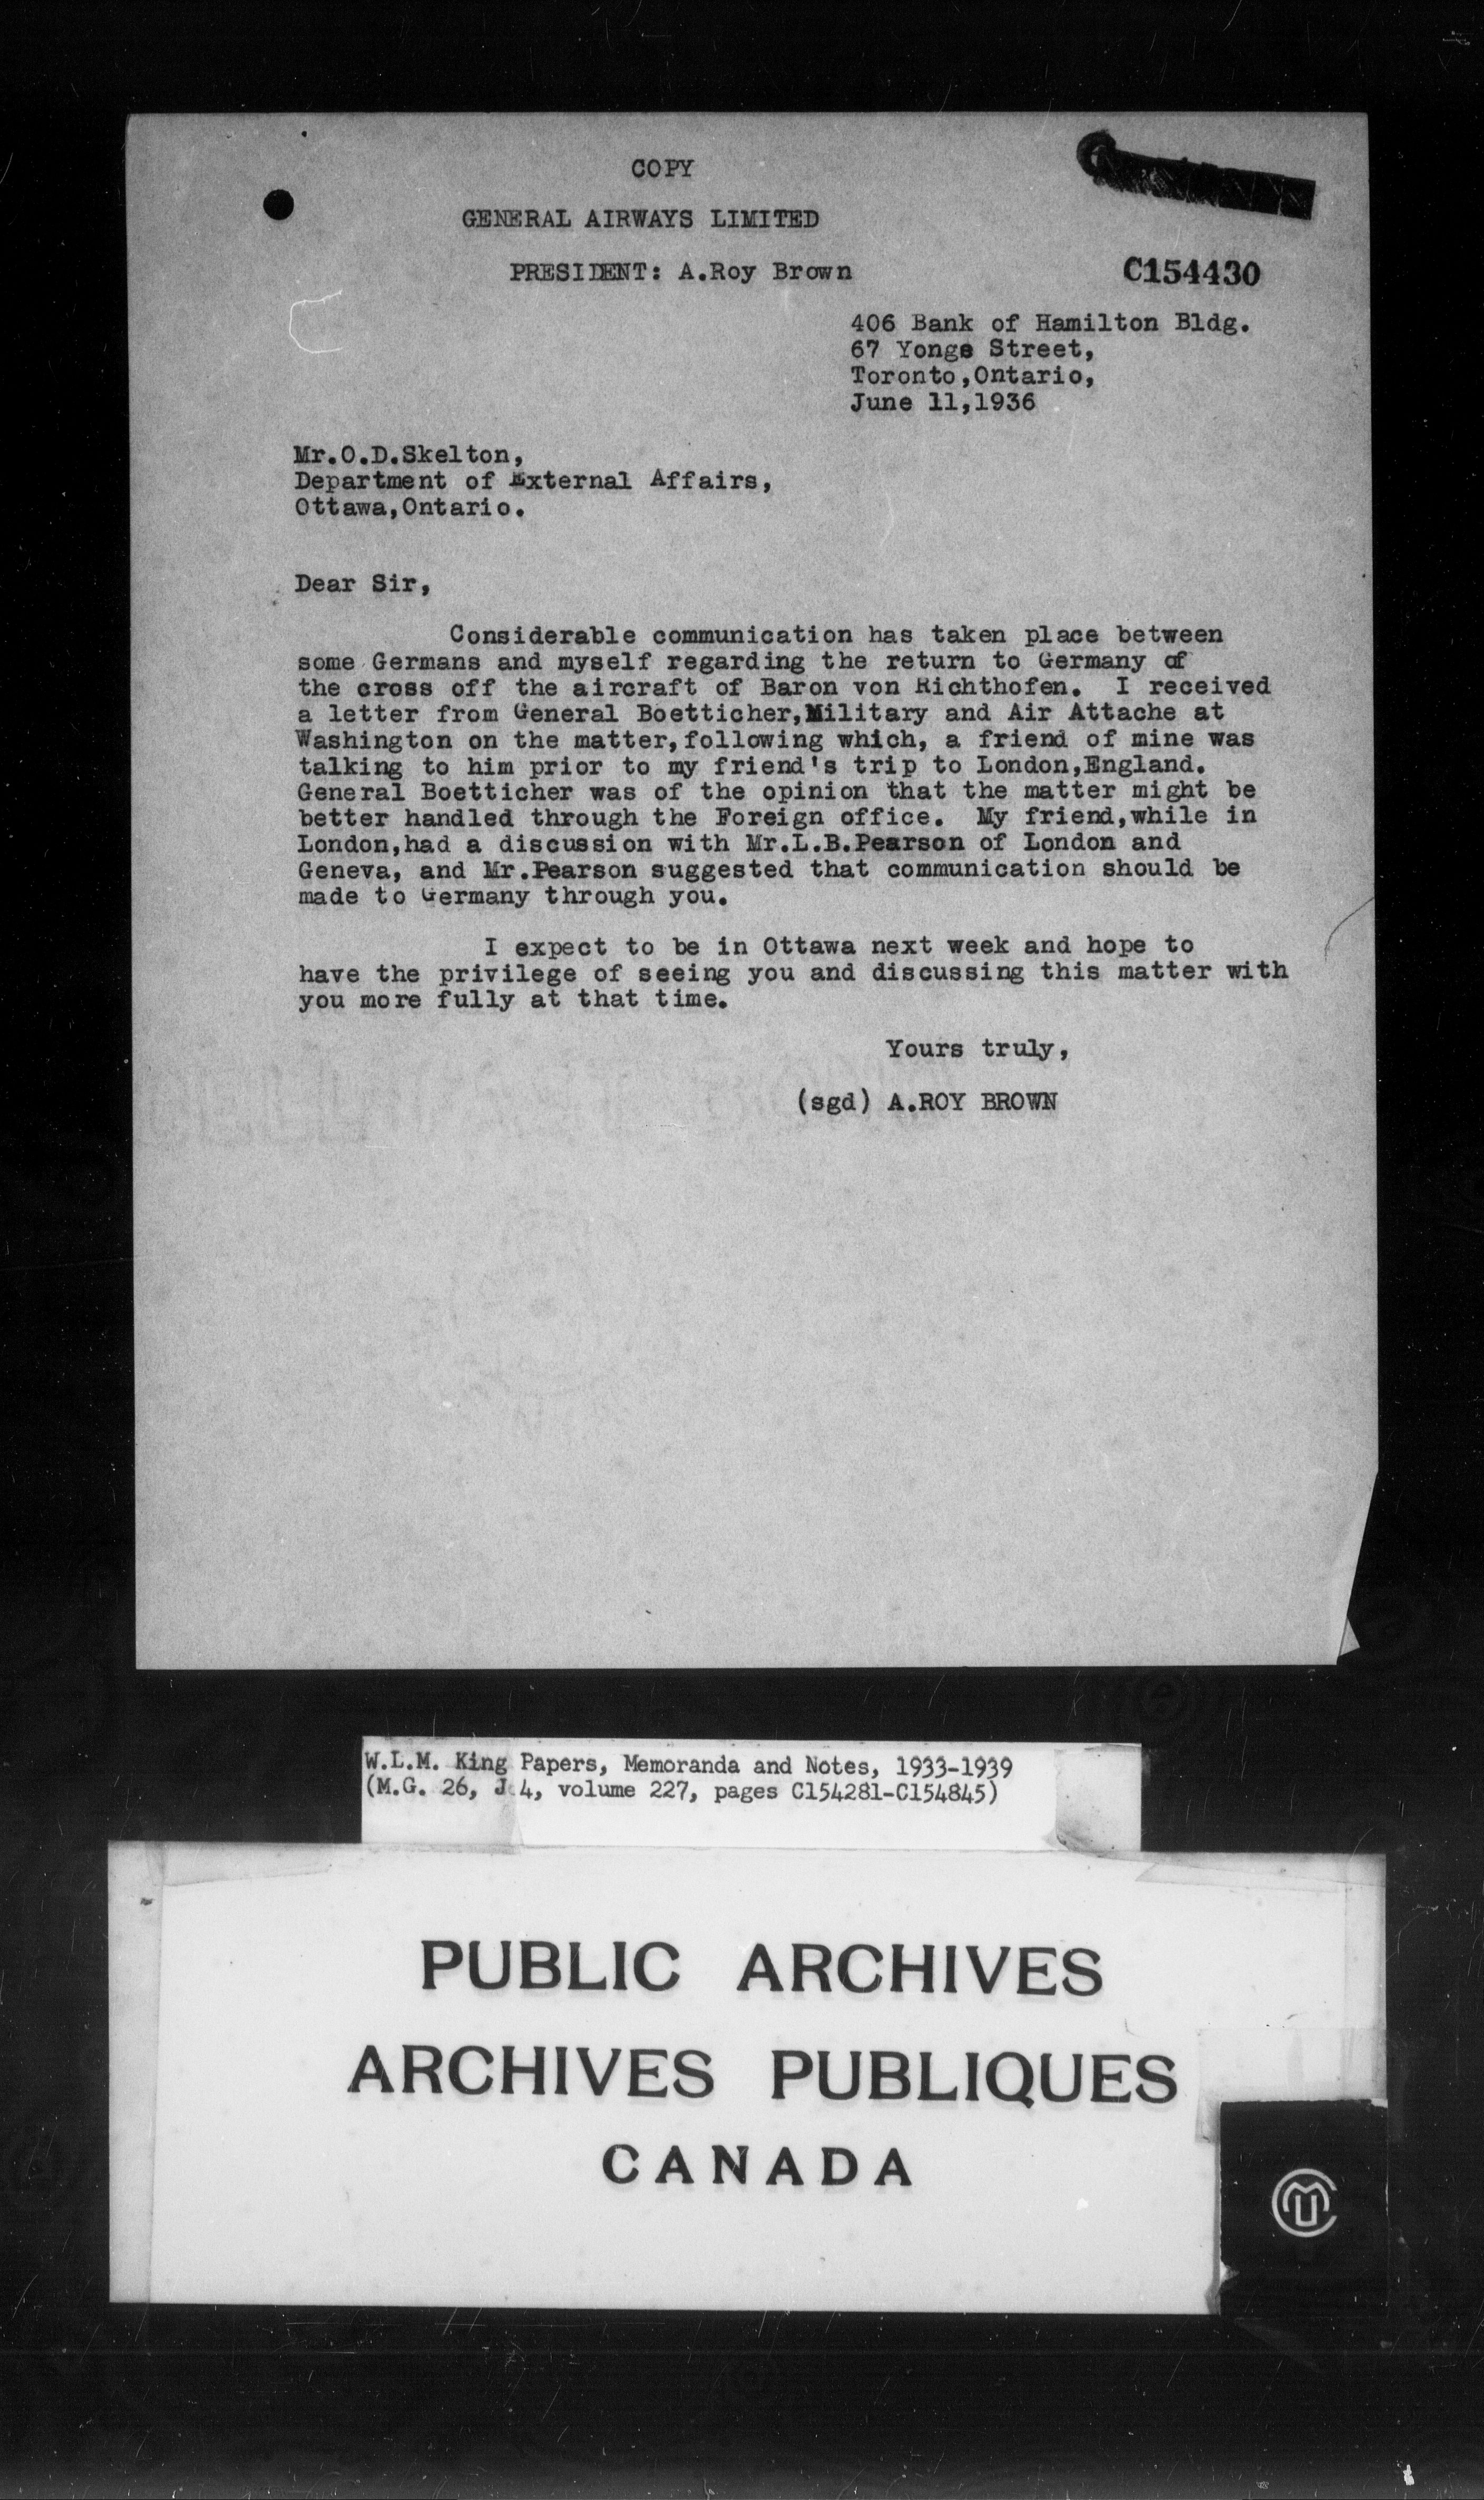 COPY
GENERAL AIRWAYS LIMITED
PRESIDENT: A.Roy Brown
C154430
406 Bank of Hamilton Bldg.
67 Yonge Street,
Toronto,Ontario,
June 11,1936
Mr.O.D.Skelton,
Department of External Affairs,
Ottawa,Ontario.
Dear Sir,
Considerable communication has taken place between
some Germans and myself regarding the return to Germany of
the cross off the aircraft of Baron von Richthofen. I received
a letter from General Boetticher,Military and Air Attache at
Washington on the matter,following which, a friend of mine was
talking to him prior to my friend's trip to London,England.
General Boetticher was of the opinion that the matter might be
better handled through the Foreign office. My friend,while in
London,had a discussion with Mr.L.B.Pearson of London and
Geneva, and Mr.Pearson suggested that communication should be
made to Germany through you.
I expect to be in Ottawa next week and hope to
have the privilege of seeing you and discussing this matter with
you more fully at that time.
Yours truly,
(sgd) A.ROY BROWN
W.L.M. King Papers, Memoranda and Notes, 1933-1939
(M.G. 26, J 4, volume 227, pages C154281-C154845)
PUBLIC ARCHIVES
ARCHIVES PUBLIQUES
CANADA